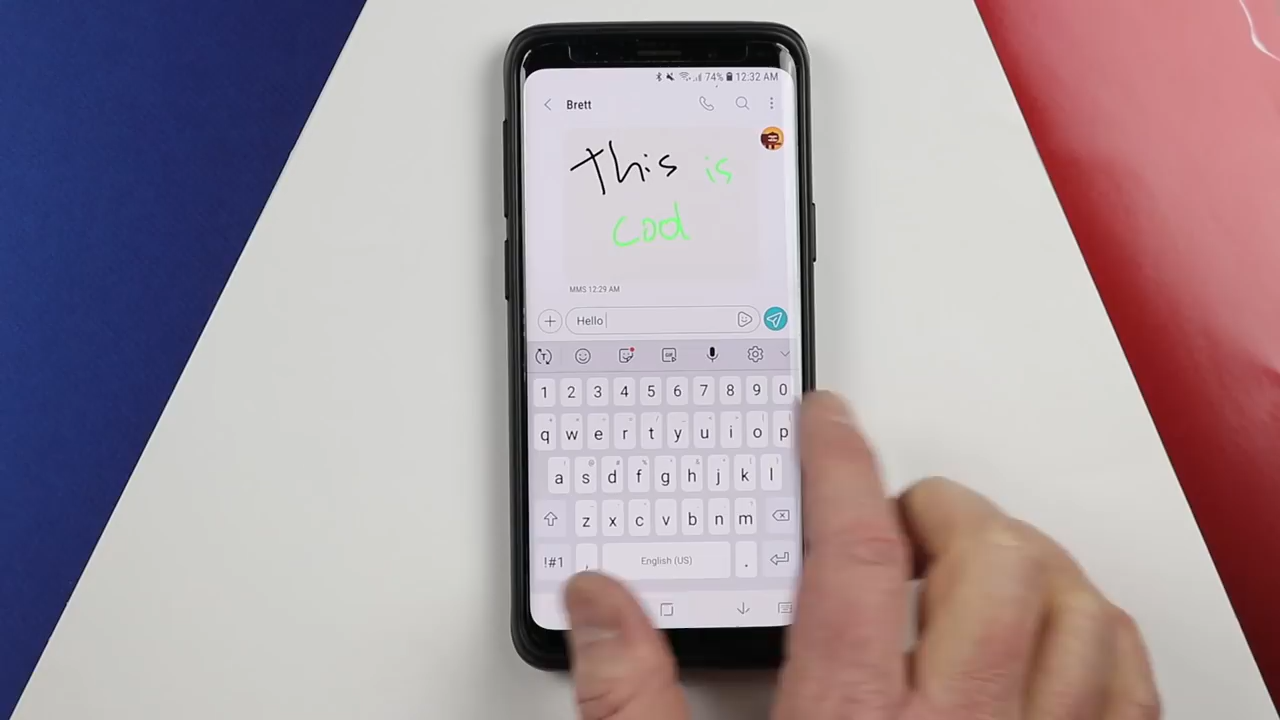 74% 12:32 AM
Brett
This is
cool
MMS 12:29 AM
Hello
T
GIF
1 2 3 4 5 6 7 8 9 0
q w e r t y u i o p
a s d f g h j k l
z x c v b n m
!#1 , English (US) .